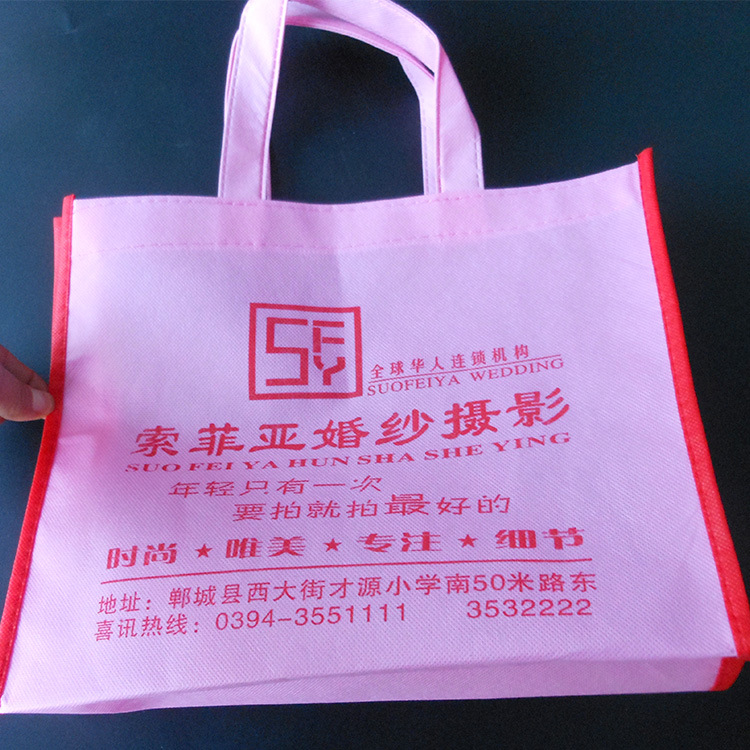 SFY
全球华人连锁机构
SUOFEIYA WEDDING
索菲亚婚纱摄影
SUO FEI YA HUN SHA SHE YING
年轻只有一次
要拍就拍最好的
时尚★唯美★专注★细节
地址：郸城县西大街才源小学南50米路东
喜讯热线：0394-3551111 3532222